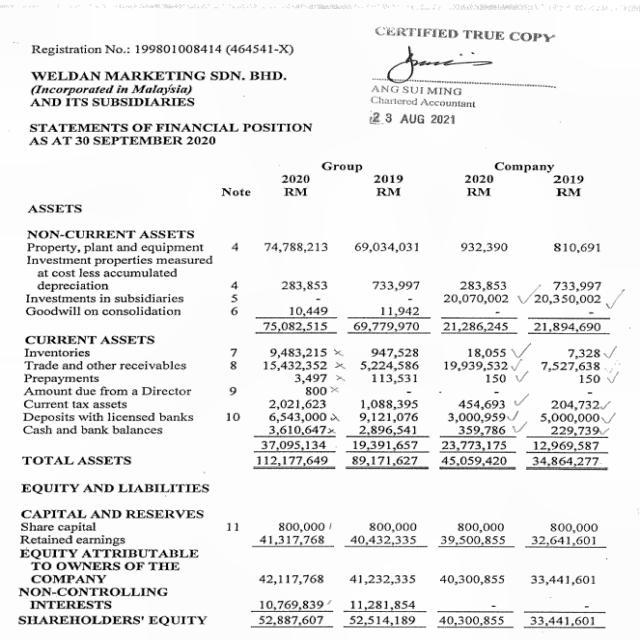 CERTIFIED TRUE COPY
Registration No.: 199801008414 (464541-X)
WELDAN MARKETING SDN. BHD.
(Incorporated in Malaysia)
AND ITS SUBSIDIARIES
ANG SUI MING
Chartered Accountant
23 AUG 2021
STATEMENTS OF FINANCIAL POSITION
AS AT 30 SEPTEMBER 2020
Group Company
2020 2019 2020 2019
Note RM RM RM RM
ASSETS
NON-CURRENT ASSETS
Property, plant and equipment 4 74,788,213 69,034,031 932,390 810,691
Investment properties measured
at cost less accumulated
depreciation 4 283,853 733,997 283,853 733,997
Investments in subsidiaries 5 - - 20,070,002 20,350,002
Goodwill on consolidation 6 10,449 11,942 - -
75,082,515 69,779,970 21,286,245 21,894,690
CURRENT ASSETS
Inventories 7 9,483,215 947,528 18,055 7,328
Trade and other receivables 8 15,432,352 5,224,586 19,939,532 7,527,638
Prepayments 3,497 113,531 150 150
Amount due from a Director 9 800 - - -
Current tax assets 2,021,623 1,088,395 454,693 204,732
Deposits with licensed banks 10 6,543,000 9,121,076 3,000,959 5,000,000
Cash and bank balances 3,610,647 2,896,541 359,786 229,739
37,095,134 19,391,657 23,773,175 12,969,587
TOTAL ASSETS 112,177,649 89,171,627 45,059,420 34,864,277
EQUITY AND LIABILITIES
CAPITAL AND RESERVES
Share capital 11 800,000 800,000 800,000 800,000
Retained earnings 41,317,768 40,432,335 39,500,855 32,641,601
EQUITY ATTRIBUTABLE
TO OWNERS OF THE
COMPANY 42,117,768 41,232,335 40,300,855 33,441,601
NON-CONTROLLING
INTERESTS 10,769,839 11,281,854 - -
SHAREHOLDERS' EQUITY 52,887,607 52,514,189 40,300,855 33,441,601